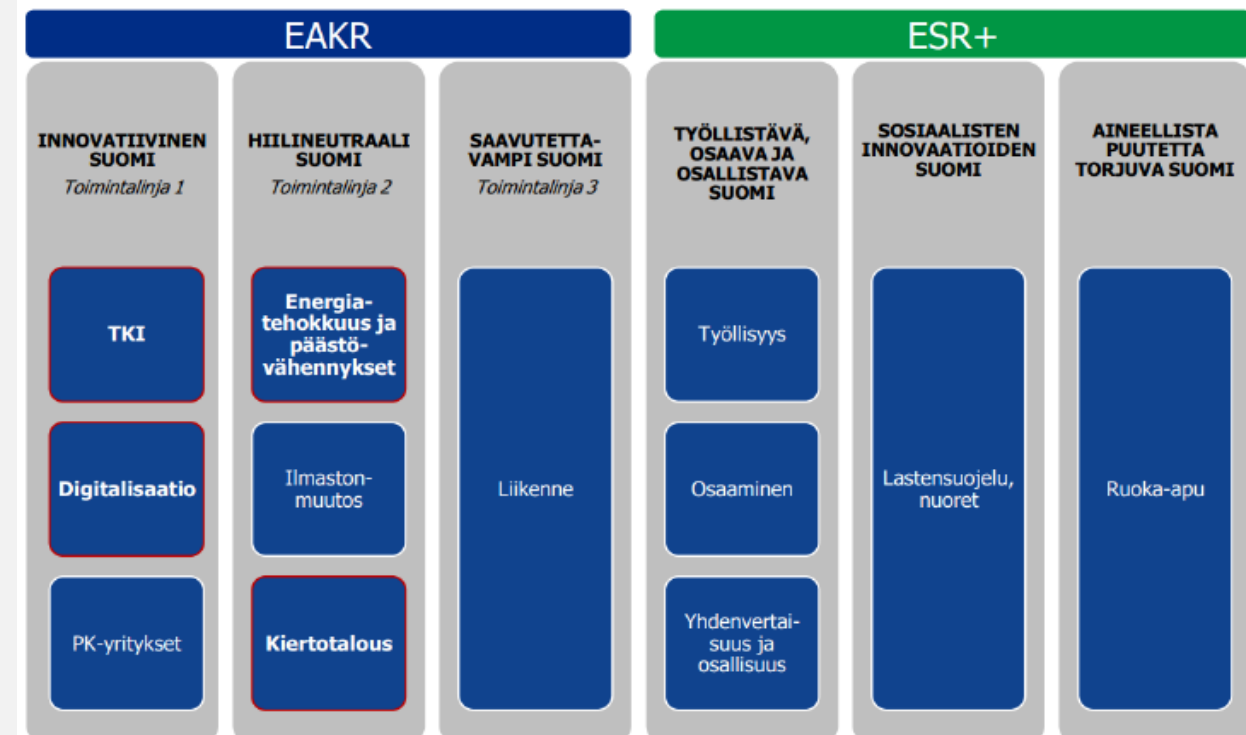 EAKR
INNOVATIIVINEN
SUOMI
Toimintalinja 1
TKI
Digitalisaatio
PK-yritykset
HIILINEUTRAALI
SUOMI
Toimintalinja 2
Energia-
tehokkuus ja
päästö-
vähennykset
Ilmaston-
muutos
Kiertotalous
SAAVUTETTA-
VAMPI SUOMI
Toimintalinja 3
Liikenne
ESR+
TYÖLLISTÄVÄ,
OSAAVA JA
OSALLISTAVA
SUOMI
Työllisyys
Osaaminen
Yhdenvertai-
suus ja
osallisuus
SOSIAALISTEN
INNOVAATIOIDEN
SUOMI
Lastensuojelu,
nuoret
AINEELLISTA
PUUTETTA
TORJUVA SUOMI
Ruoka-apu